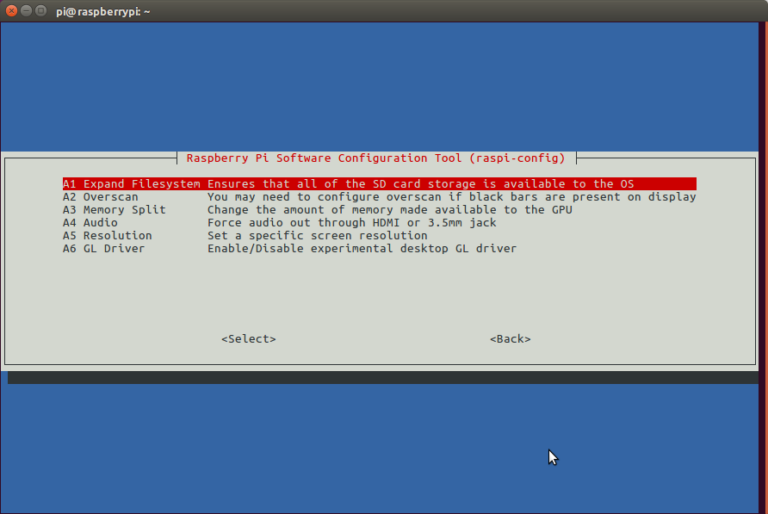 pi@raspberrypi: ~
Raspberry Pi Software Configuration Tool (raspi-config)
A1 Expand Filesystem Ensures that all of the SD card storage is available to the OS
A2 Overscan You may need to configure overscan if black bars are present on display
A3 Memory Split Change the amount of memory made available to the GPU
A4 Audio Force audio out through HDMI or 3.5mm jack
A5 Resolution Set a specific screen resolution
A6 GL Driver Enable/Disable experimental desktop GL driver
<Select> <Back>